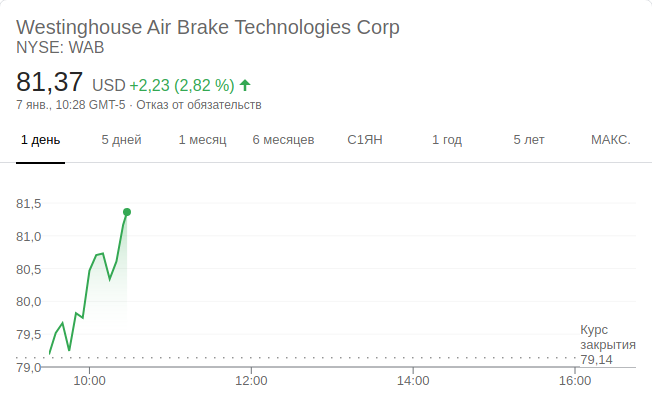 Westinghouse Air Brake Technologies Corp
NYSE: WAB
81,37 USD +2,23 (2,82 %)
7 янв., 10:28 GMT-5 · Отказ от обязательств
1 день 5 дней 1 месяц 6 месяцев С1ЯН 1 год 5 лет МАКС.
81,5
81,0
80,5
80,0
79,5
79,0
Курс
закрытия
79,14
10:00 12:00 14:00 16:00